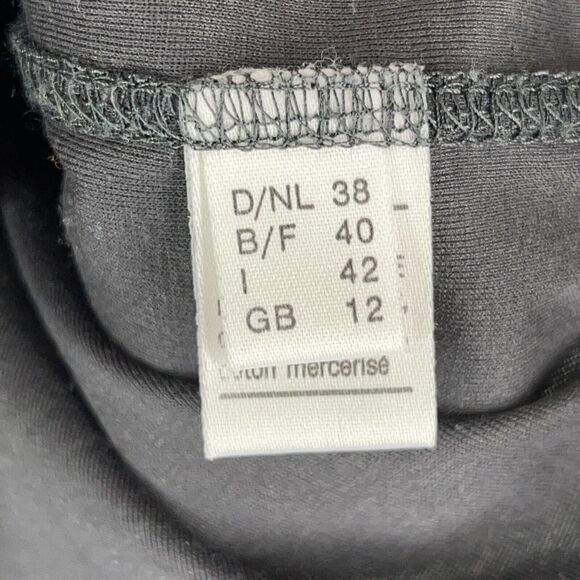 D/NL 38
B/F 40
I 42
GB 12
mercerisé